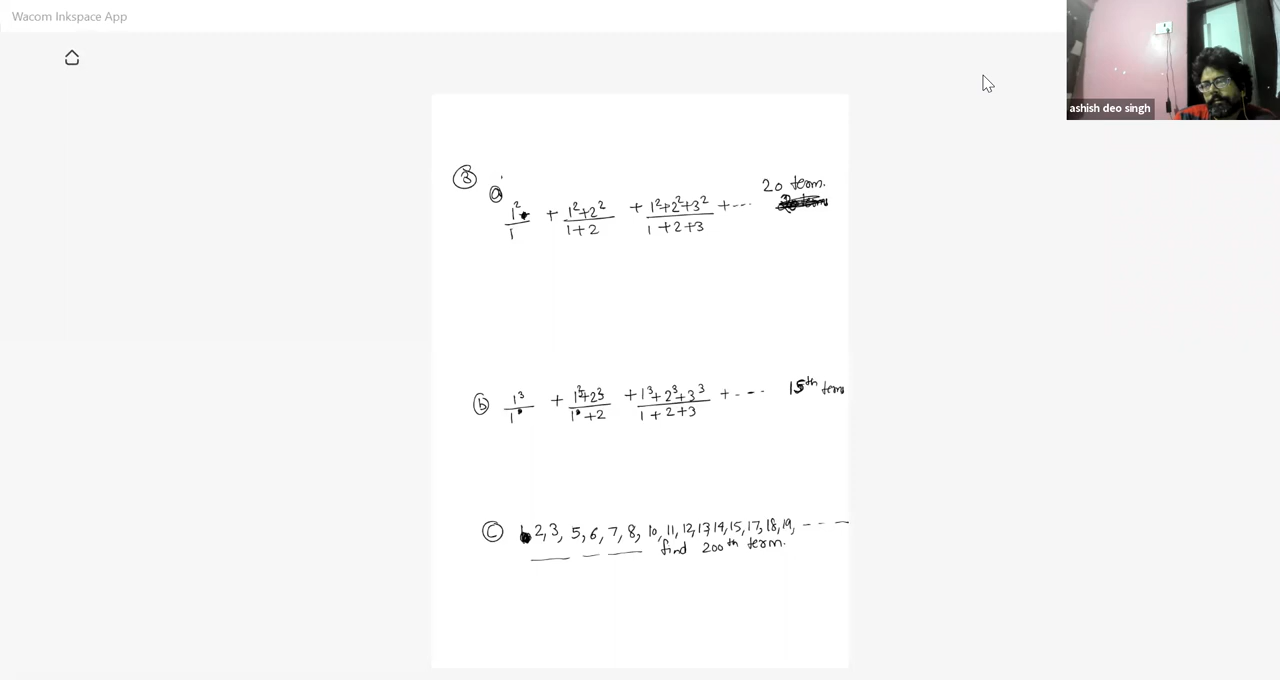 Wacom Inkspace App
ashish deo singh
③
ⓐ 1²/1 + (1²+2²)/(1+2) + (1²+2²+3²)/(1+2+3) + --- 20 term.
ⓑ 1³/1 + (1³+2³)/(1+2) + (1³+2³+3³)/(1+2+3) + --- 15th term
ⓒ 2, 3, 5, 6, 7, 8, 10, 11, 12, 13, 14, 15, 17, 18, 19, - - -
find 200th term.